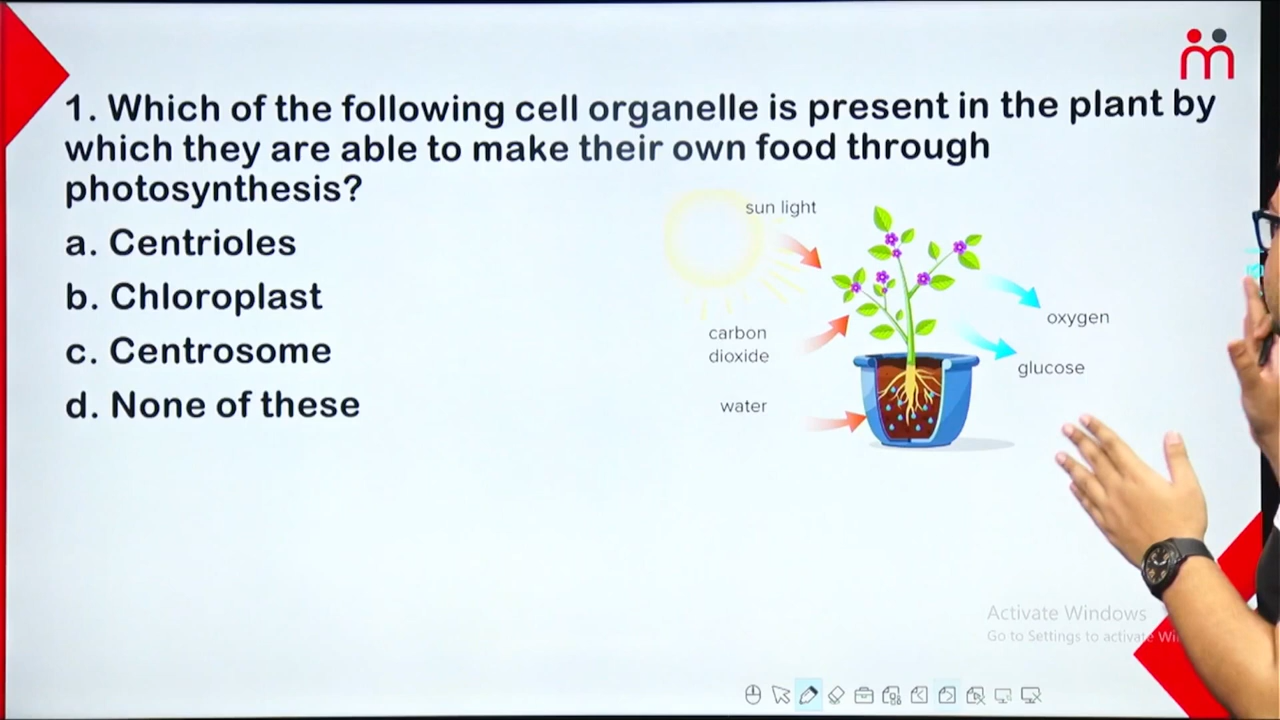 1. Which of the following cell organelle is present in the plant by
which they are able to make their own food through
photosynthesis?
a. Centrioles
b. Chloroplast
c. Centrosome
d. None of these
sun light
carbon
dioxide
water
oxygen
glucose
Activate Windows
Go to Settings to activate